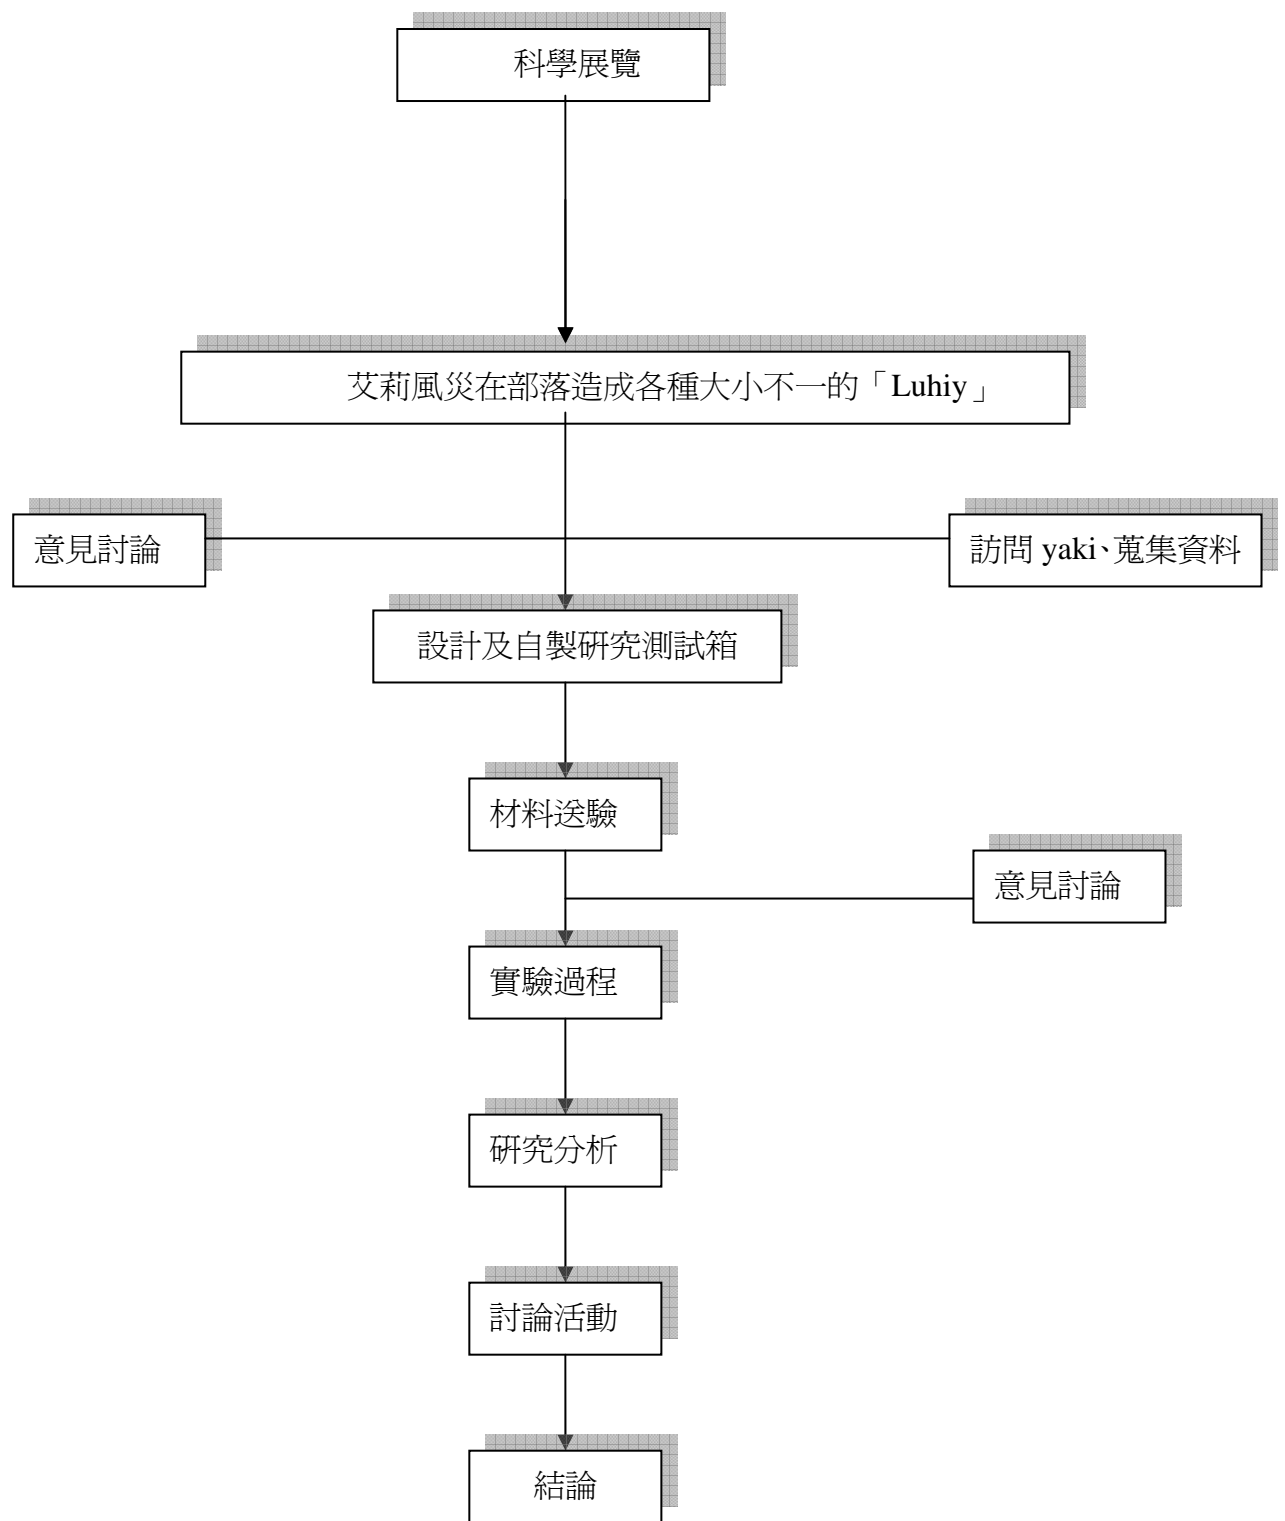 科學展覽
艾莉風災在部落造成各種大小不一的「Luhiy」
意見討論
訪問 yaki、蒐集資料
設計及自製研究測試箱
材料送驗
意見討論
實驗過程
研究分析
討論活動
結論